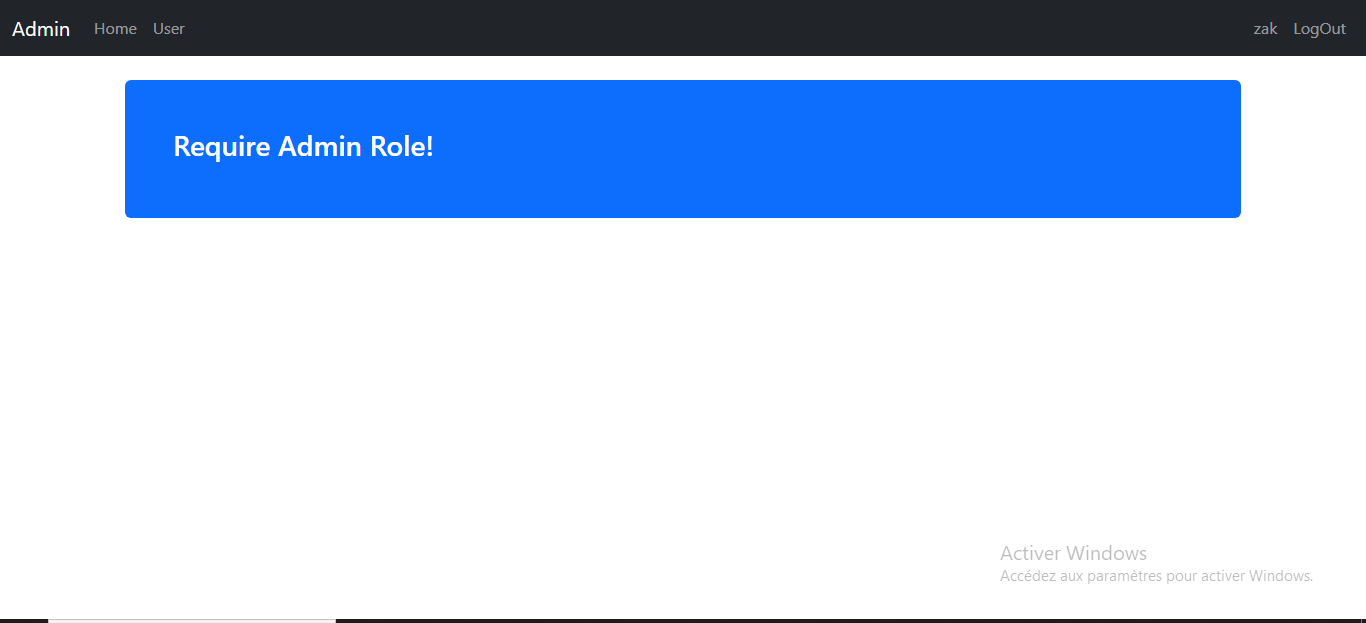 Admin Home User zak LogOut
Require Admin Role!
Activer Windows
Accédez aux paramètres pour activer Windows.